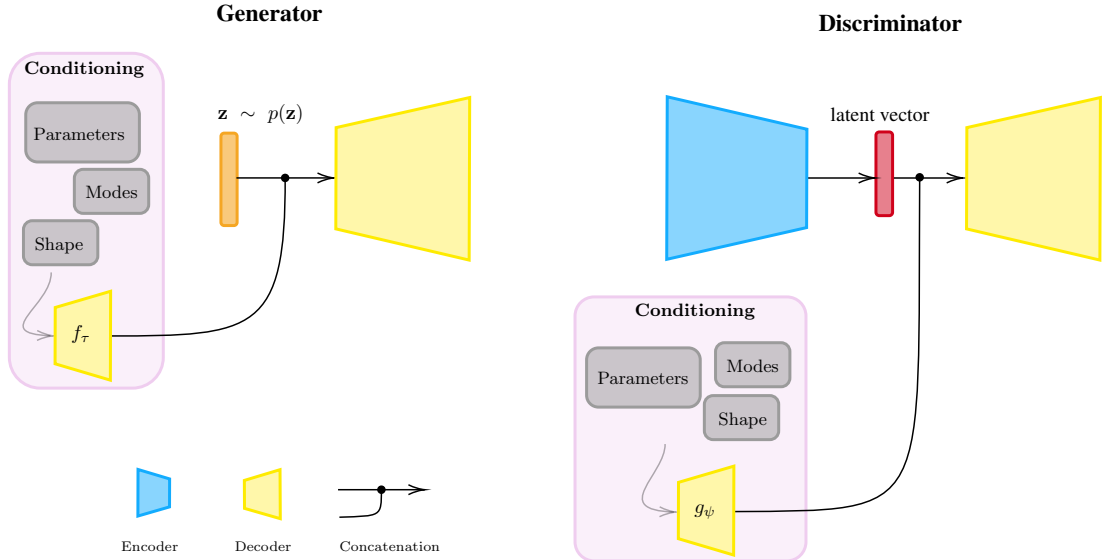 Generator
Conditioning
Parameters
Modes
Shape
f_τ
z ∼ p(z)
Discriminator
latent vector
Conditioning
Parameters
Modes
Shape
g_ψ
Encoder
Decoder
Concatenation